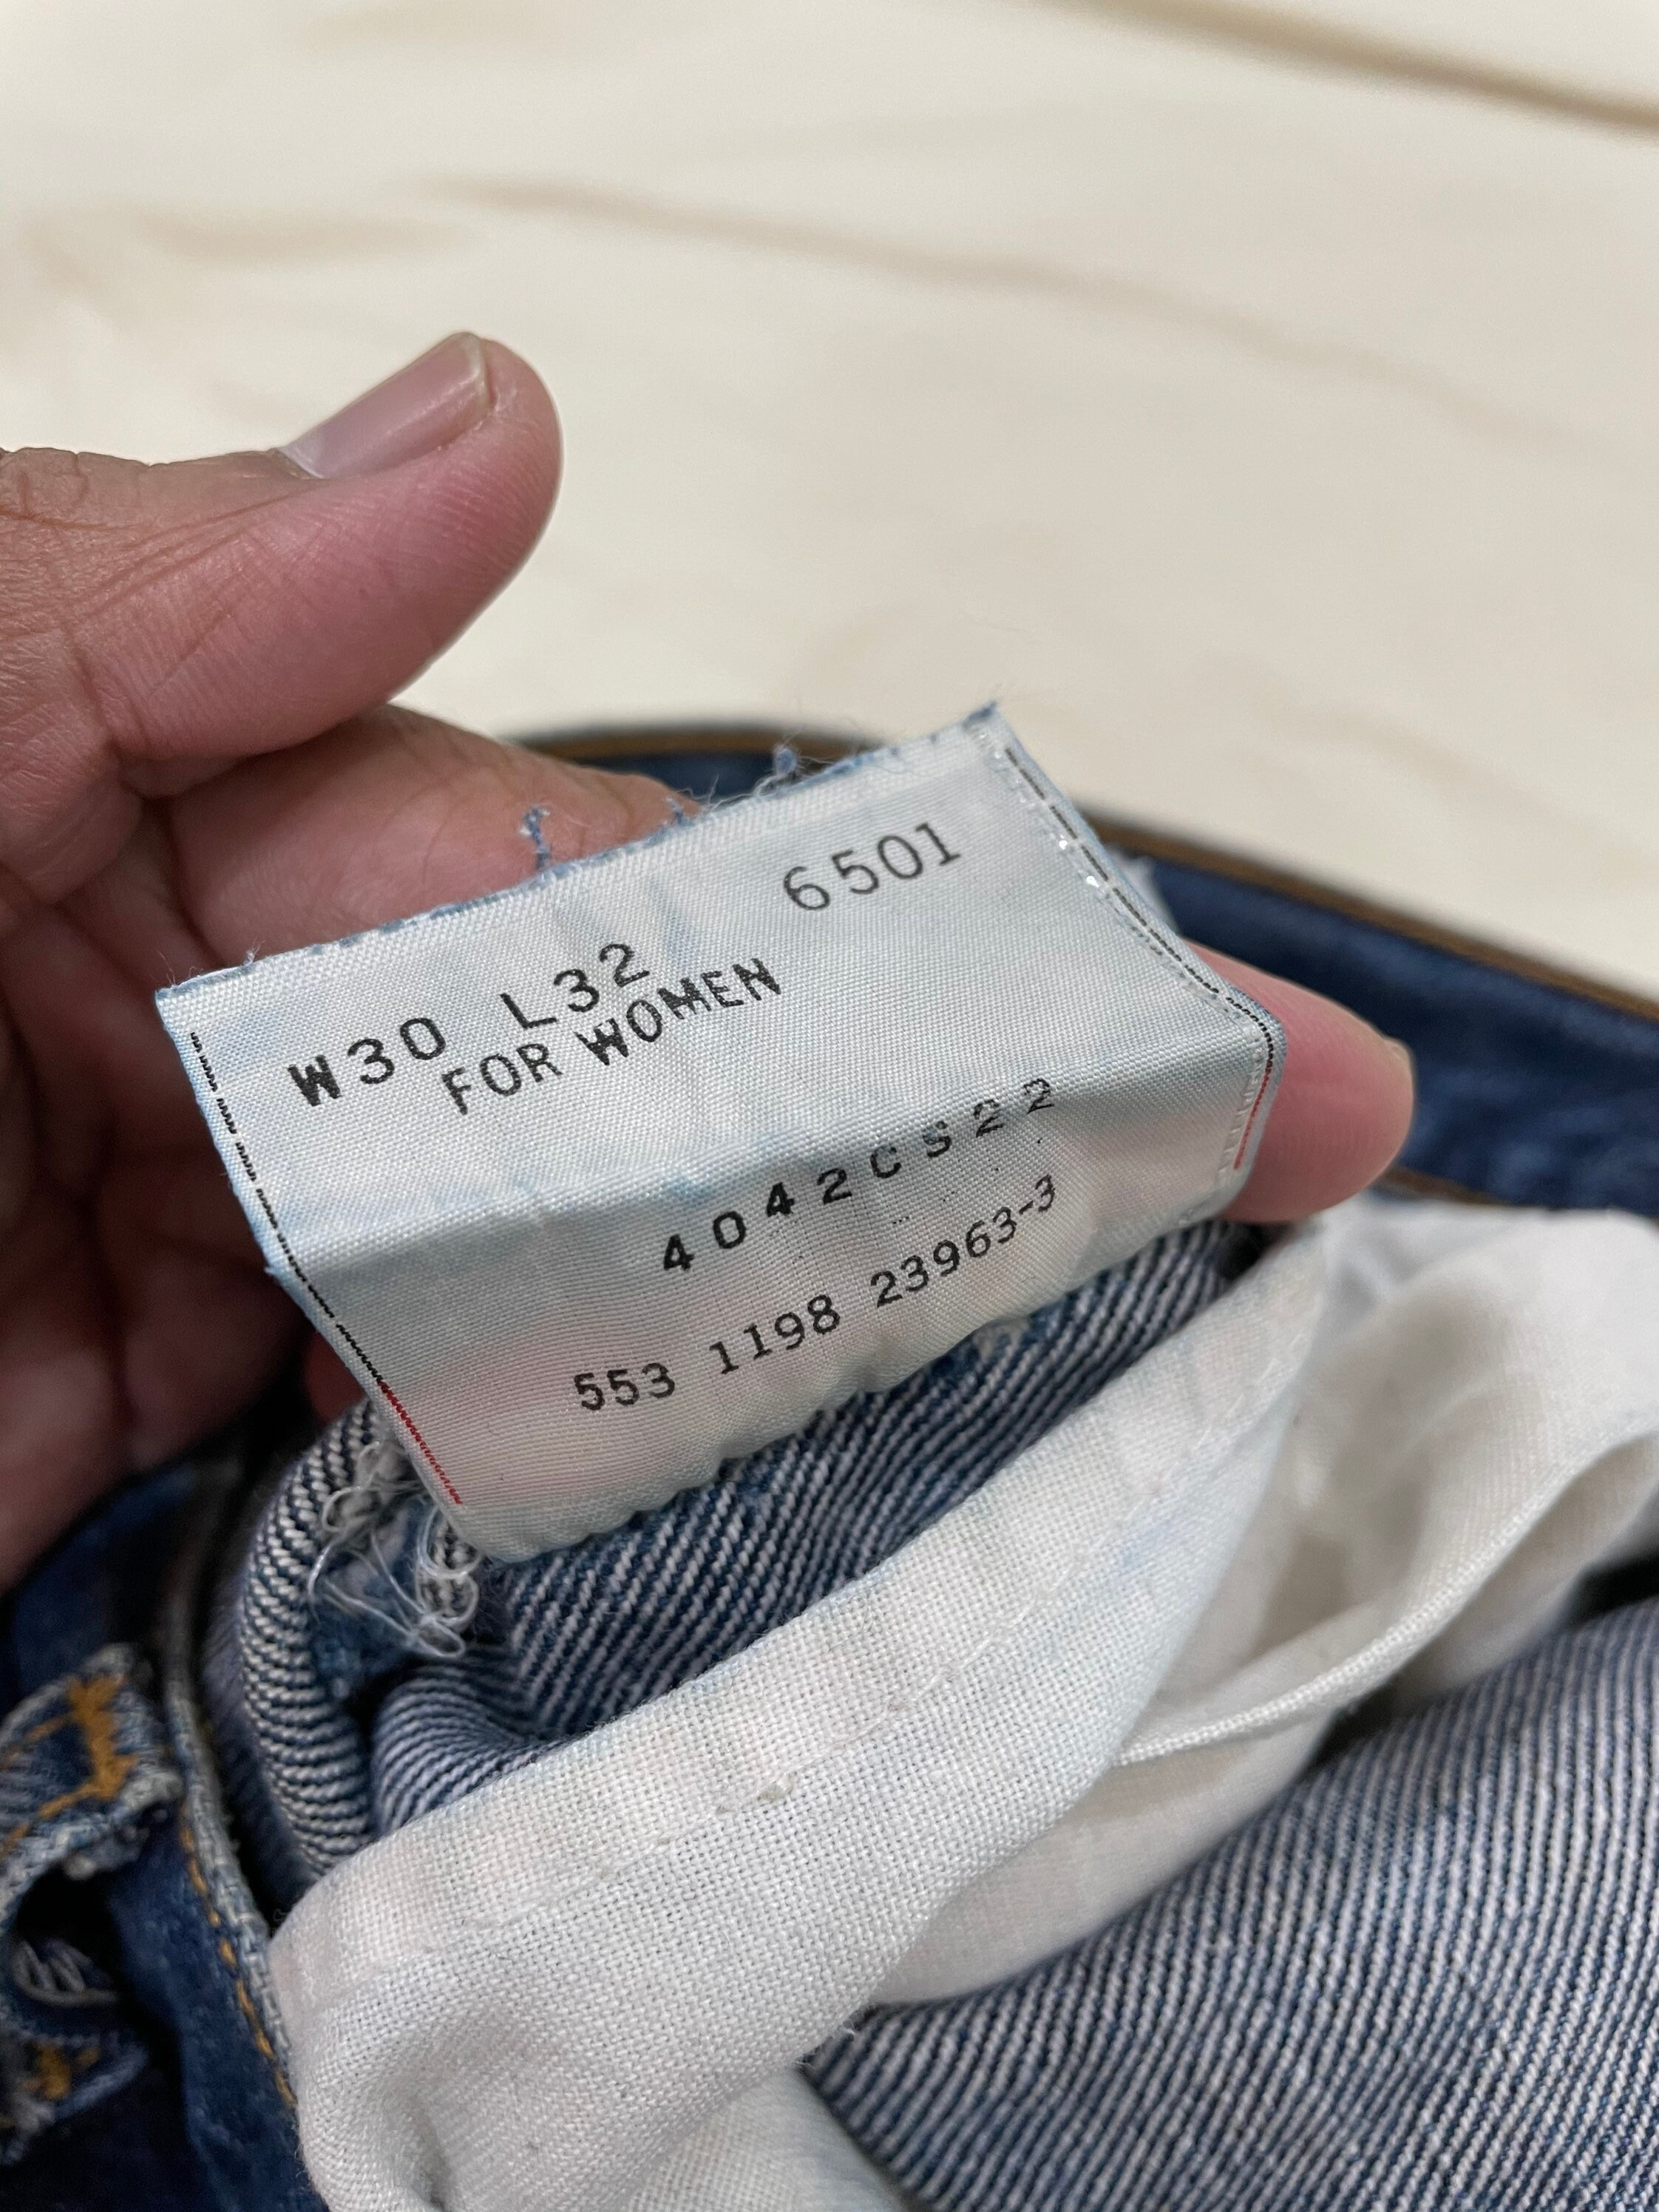 6501
W30 L32
FOR WOMEN
4042CS22
553 1198 23963-3